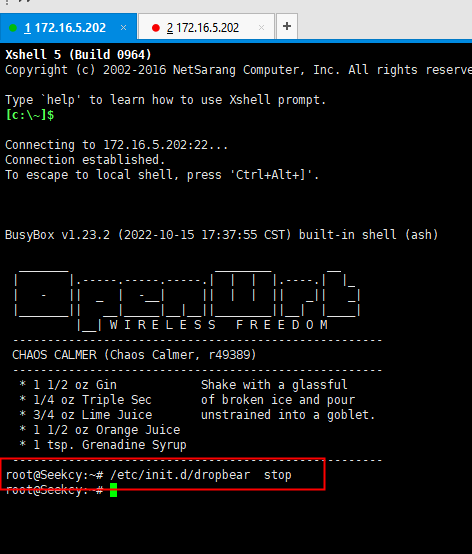 1 172.16.5.202
2 172.16.5.202
Xshell 5 (Build 0964)
Copyright (c) 2002-2016 NetSarang Computer, Inc. All rights reserve
Type `help' to learn how to use Xshell prompt.
[c:\~]$
Connecting to 172.16.5.202:22...
Connection established.
To escape to local shell, press 'Ctrl+Alt+]'.
BusyBox v1.23.2 (2022-10-15 17:37:55 CST) built-in shell (ash)
  _______                     ________        __
 |       |.-----.-----.-----.|  |  |  |.----.|  |_
 |   -   ||  _  |  -__|     ||  |  |  ||   _||   _|
 |_______||   __|_____|__|__||________||__|  |____|
          |__| W I R E L E S S   F R E E D O M
 -----------------------------------------------------
 CHAOS CALMER (Chaos Calmer, r49389)
 -----------------------------------------------------
  * 1 1/2 oz Gin            Shake with a glassful
  * 1/4 oz Triple Sec       of broken ice and pour
  * 3/4 oz Lime Juice       unstrained into a goblet.
  * 1 1/2 oz Orange Juice
  * 1 tsp. Grenadine Syrup
 -----------------------------------------------------
root@Seekcy:~# /etc/init.d/dropbear  stop
root@Seekcy:~#